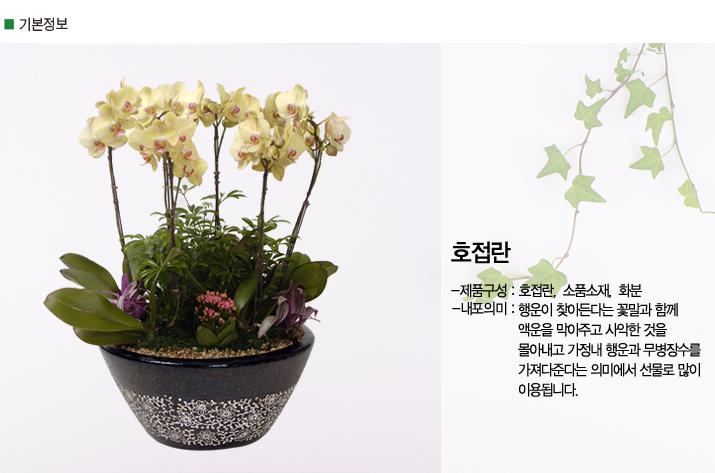 기본정보
호접란
-제품구성 : 호접란, 소품소재, 화분
-내포의미 : 행운이 찾아든다는 꽃말과 함께
액운을 막아주고 사악한 것을
몰아내고 가정내 행운과 무병장수를
가져다준다는 의미에서 선물로 많이
이용됩니다.